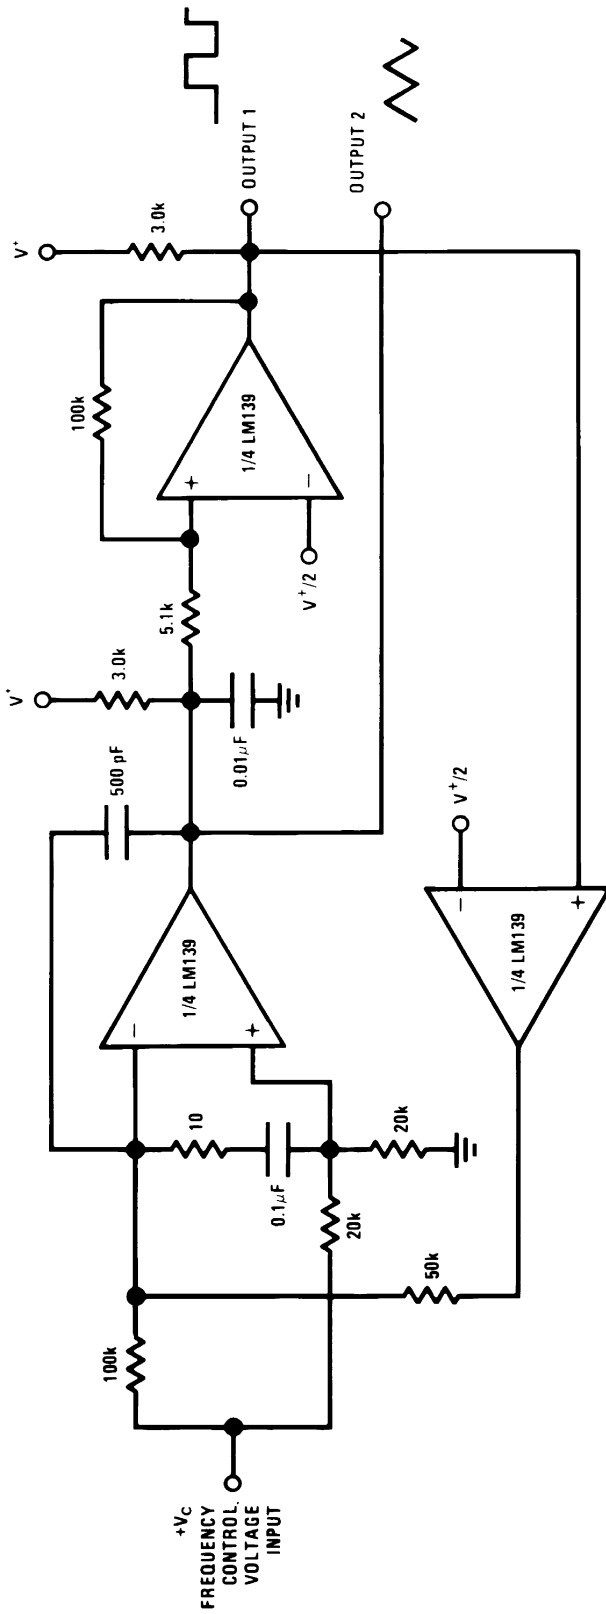 +VC
FREQUENCY
CONTROL
VOLTAGE
INPUT
100k
50k
20k
0.1μF
10
20k
−
+
1/4 LM139
500 pF
V+
3.0k
0.01μF
5.1k
100k
+
−
1/4 LM139
V+/2
V+
3.0k
OUTPUT 1
OUTPUT 2
−
+
1/4 LM139
V+/2